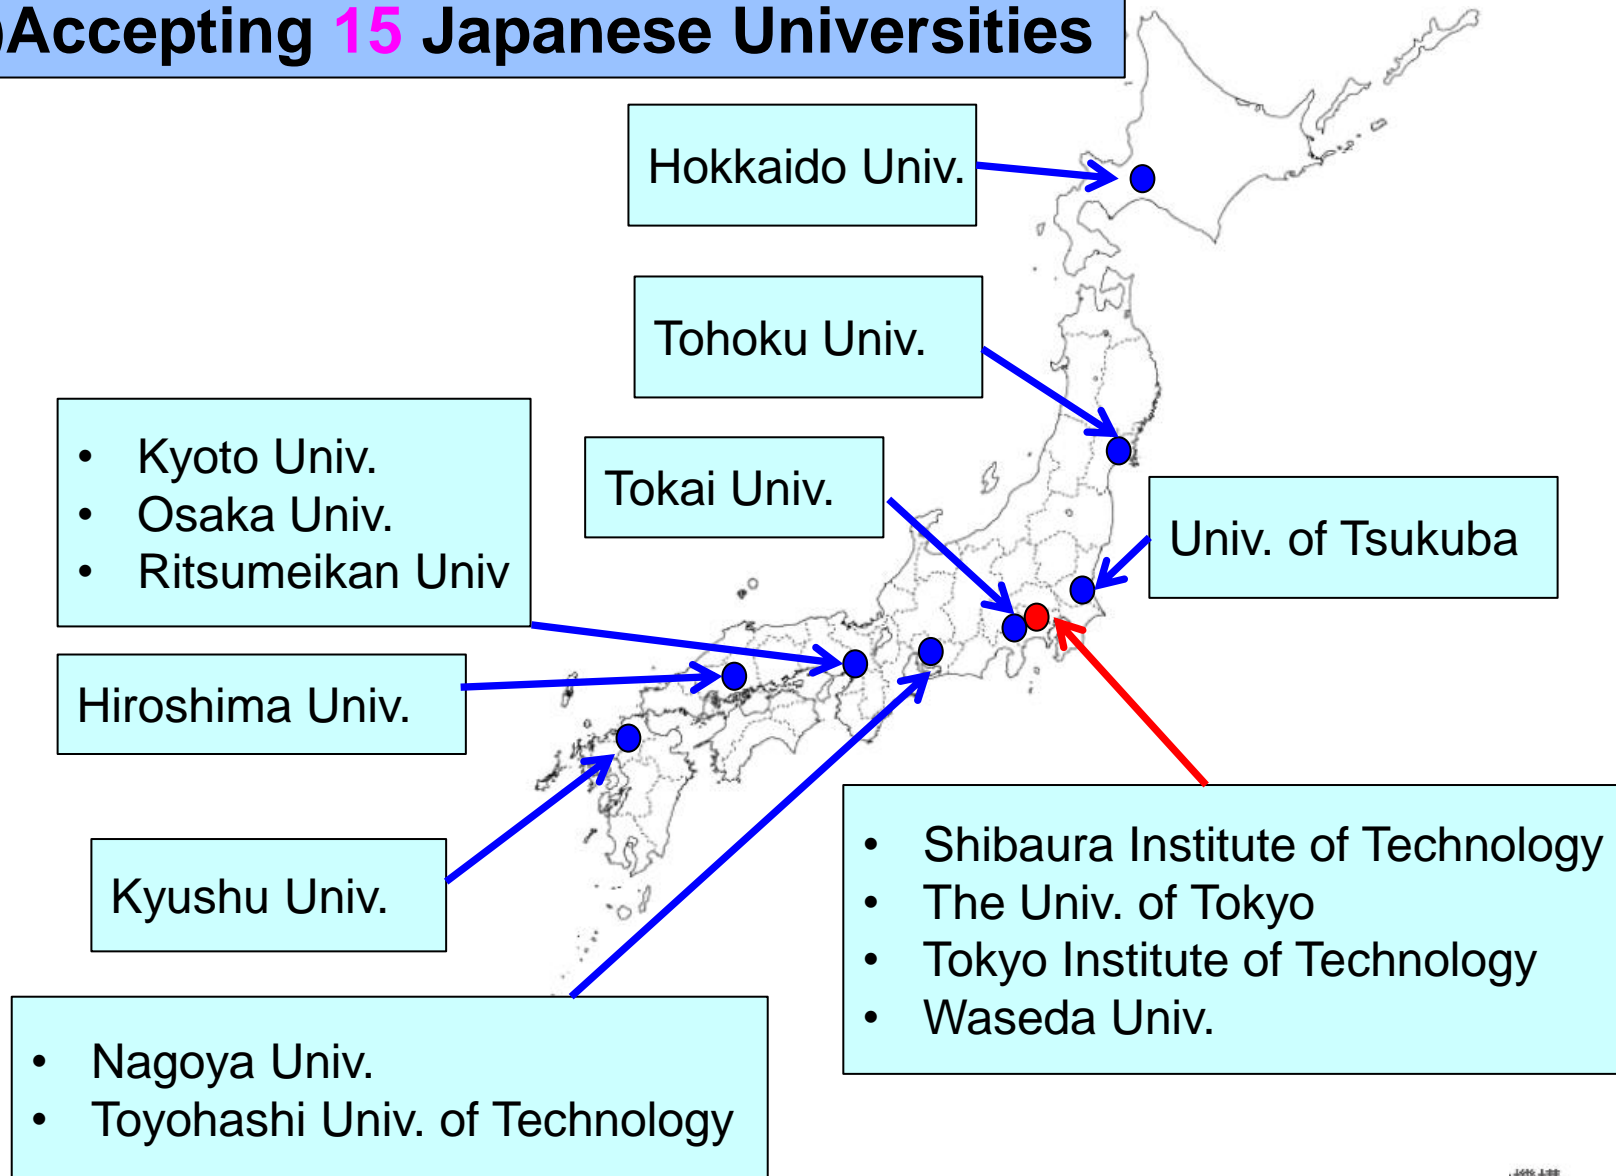 )Accepting 15 Japanese Universities
Hokkaido Univ.
Tohoku Univ.
• Kyoto Univ.
• Osaka Univ.
• Ritsumeikan Univ
Tokai Univ.
Univ. of Tsukuba
Hiroshima Univ.
Kyushu Univ.
• Shibaura Institute of Technology
• The Univ. of Tokyo
• Tokyo Institute of Technology
• Waseda Univ.
• Nagoya Univ.
• Toyohashi Univ. of Technology